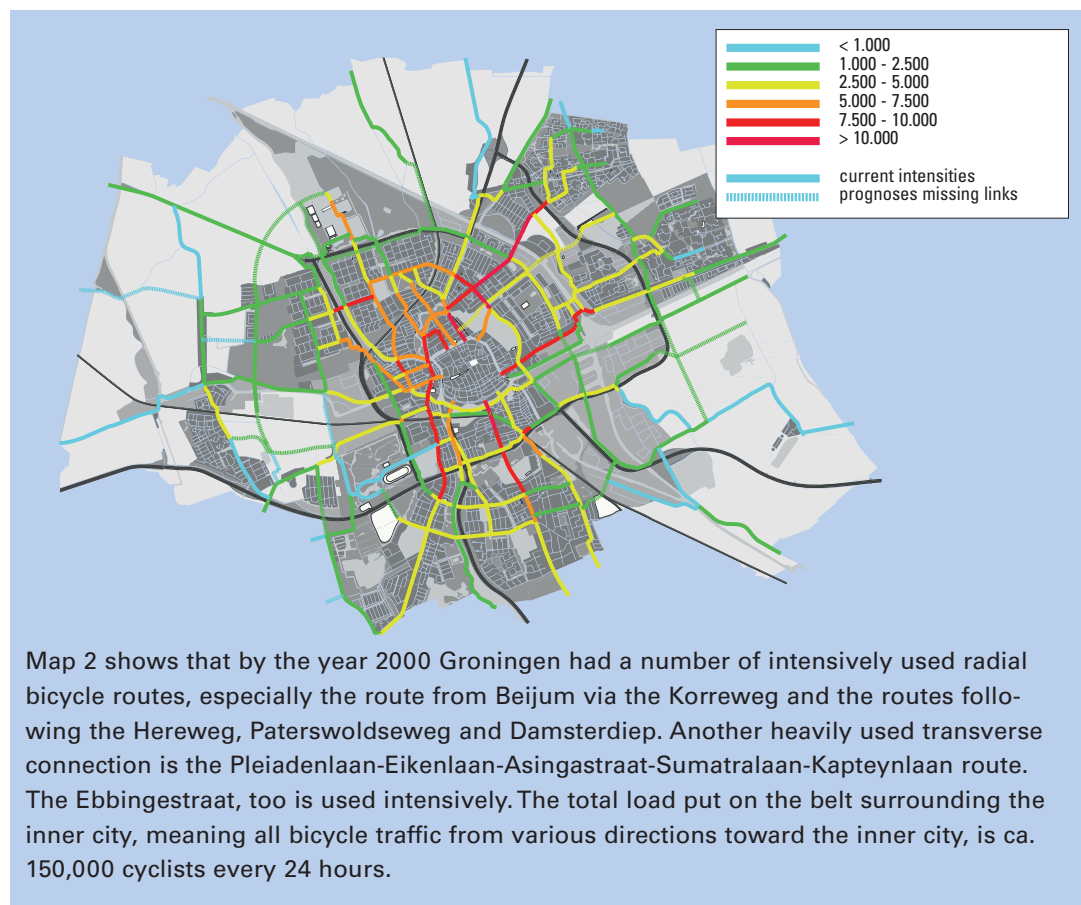 < 1.000
1.000 - 2.500
2.500 - 5.000
5.000 - 7.500
7.500 - 10.000
> 10.000
current intensities
prognoses missing links
Map 2 shows that by the year 2000 Groningen had a number of intensively used radial
bicycle routes, especially the route from Beijum via the Korreweg and the routes follo-
wing the Hereweg, Paterswoldseweg and Damsterdiep. Another heavily used transverse
connection is the Pleiadenlaan-Eikenlaan-Asingastraat-Sumatralaan-Kapteynlaan route.
The Ebbingestraat, too is used intensively. The total load put on the belt surrounding the
inner city, meaning all bicycle traffic from various directions toward the inner city, is ca.
150,000 cyclists every 24 hours.